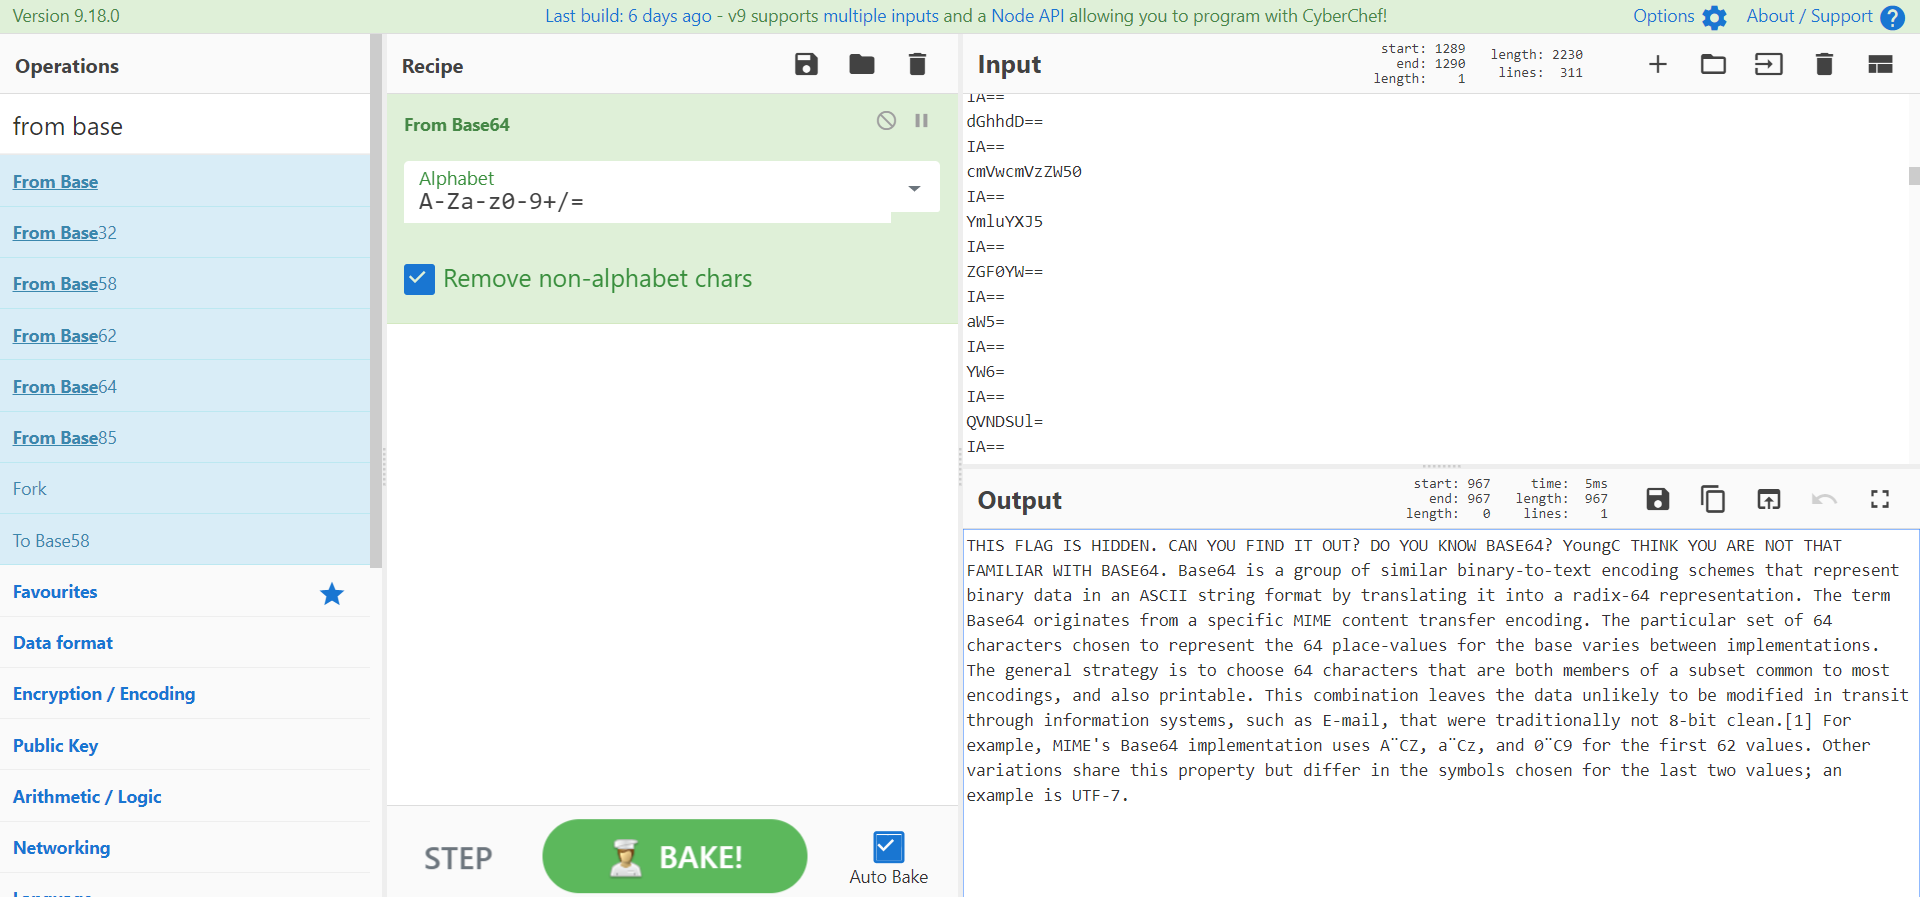 Version 9.18.0
Last build: 6 days ago - v9 supports multiple inputs and a Node API allowing you to program with CyberChef!
Options
About / Support
Operations
from base
From Base
From Base32
From Base58
From Base62
From Base64
From Base85
Fork
To Base58
Favourites
Data format
Encryption / Encoding
Public Key
Arithmetic / Logic
Networking
Language
Recipe
From Base64
Alphabet
A-Za-z0-9+/=
Remove non-alphabet chars
STEP
BAKE!
Auto Bake
Input
start: 1289
end: 1290
length: 1
length: 2230
lines: 311
IA==
dGhhdD==
IA==
cmVwcmVzZW50
IA==
YmluYXJ5
IA==
ZGF0YW==
IA==
aW5=
IA==
YW6=
IA==
QVNDSUl=
IA==
Output
start: 967
end: 967
length: 0
time: 5ms
length: 967
lines: 1
THIS FLAG IS HIDDEN. CAN YOU FIND IT OUT? DO YOU KNOW BASE64? YoungC THINK YOU ARE NOT THAT
FAMILIAR WITH BASE64. Base64 is a group of similar binary-to-text encoding schemes that represent
binary data in an ASCII string format by translating it into a radix-64 representation. The term
Base64 originates from a specific MIME content transfer encoding. The particular set of 64
characters chosen to represent the 64 place-values for the base varies between implementations.
The general strategy is to choose 64 characters that are both members of a subset common to most
encodings, and also printable. This combination leaves the data unlikely to be modified in transit
through information systems, such as E-mail, that were traditionally not 8-bit clean.[1] For
example, MIME's Base64 implementation uses A¨CZ, a¨Cz, and 0¨C9 for the first 62 values. Other
variations share this property but differ in the symbols chosen for the last two values; an
example is UTF-7.